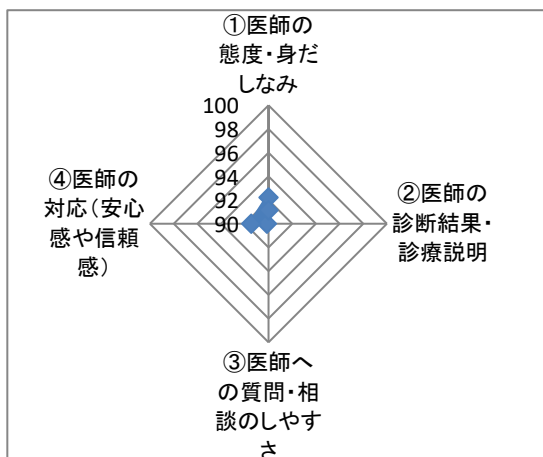 ①医師の
態度・身だ
しなみ
100
98
96
94
92
90
④医師の
対応（安心
感や信頼
感）
②医師の
診断結果・
診療説明
③医師へ
の質問・相
談のしやす
さ